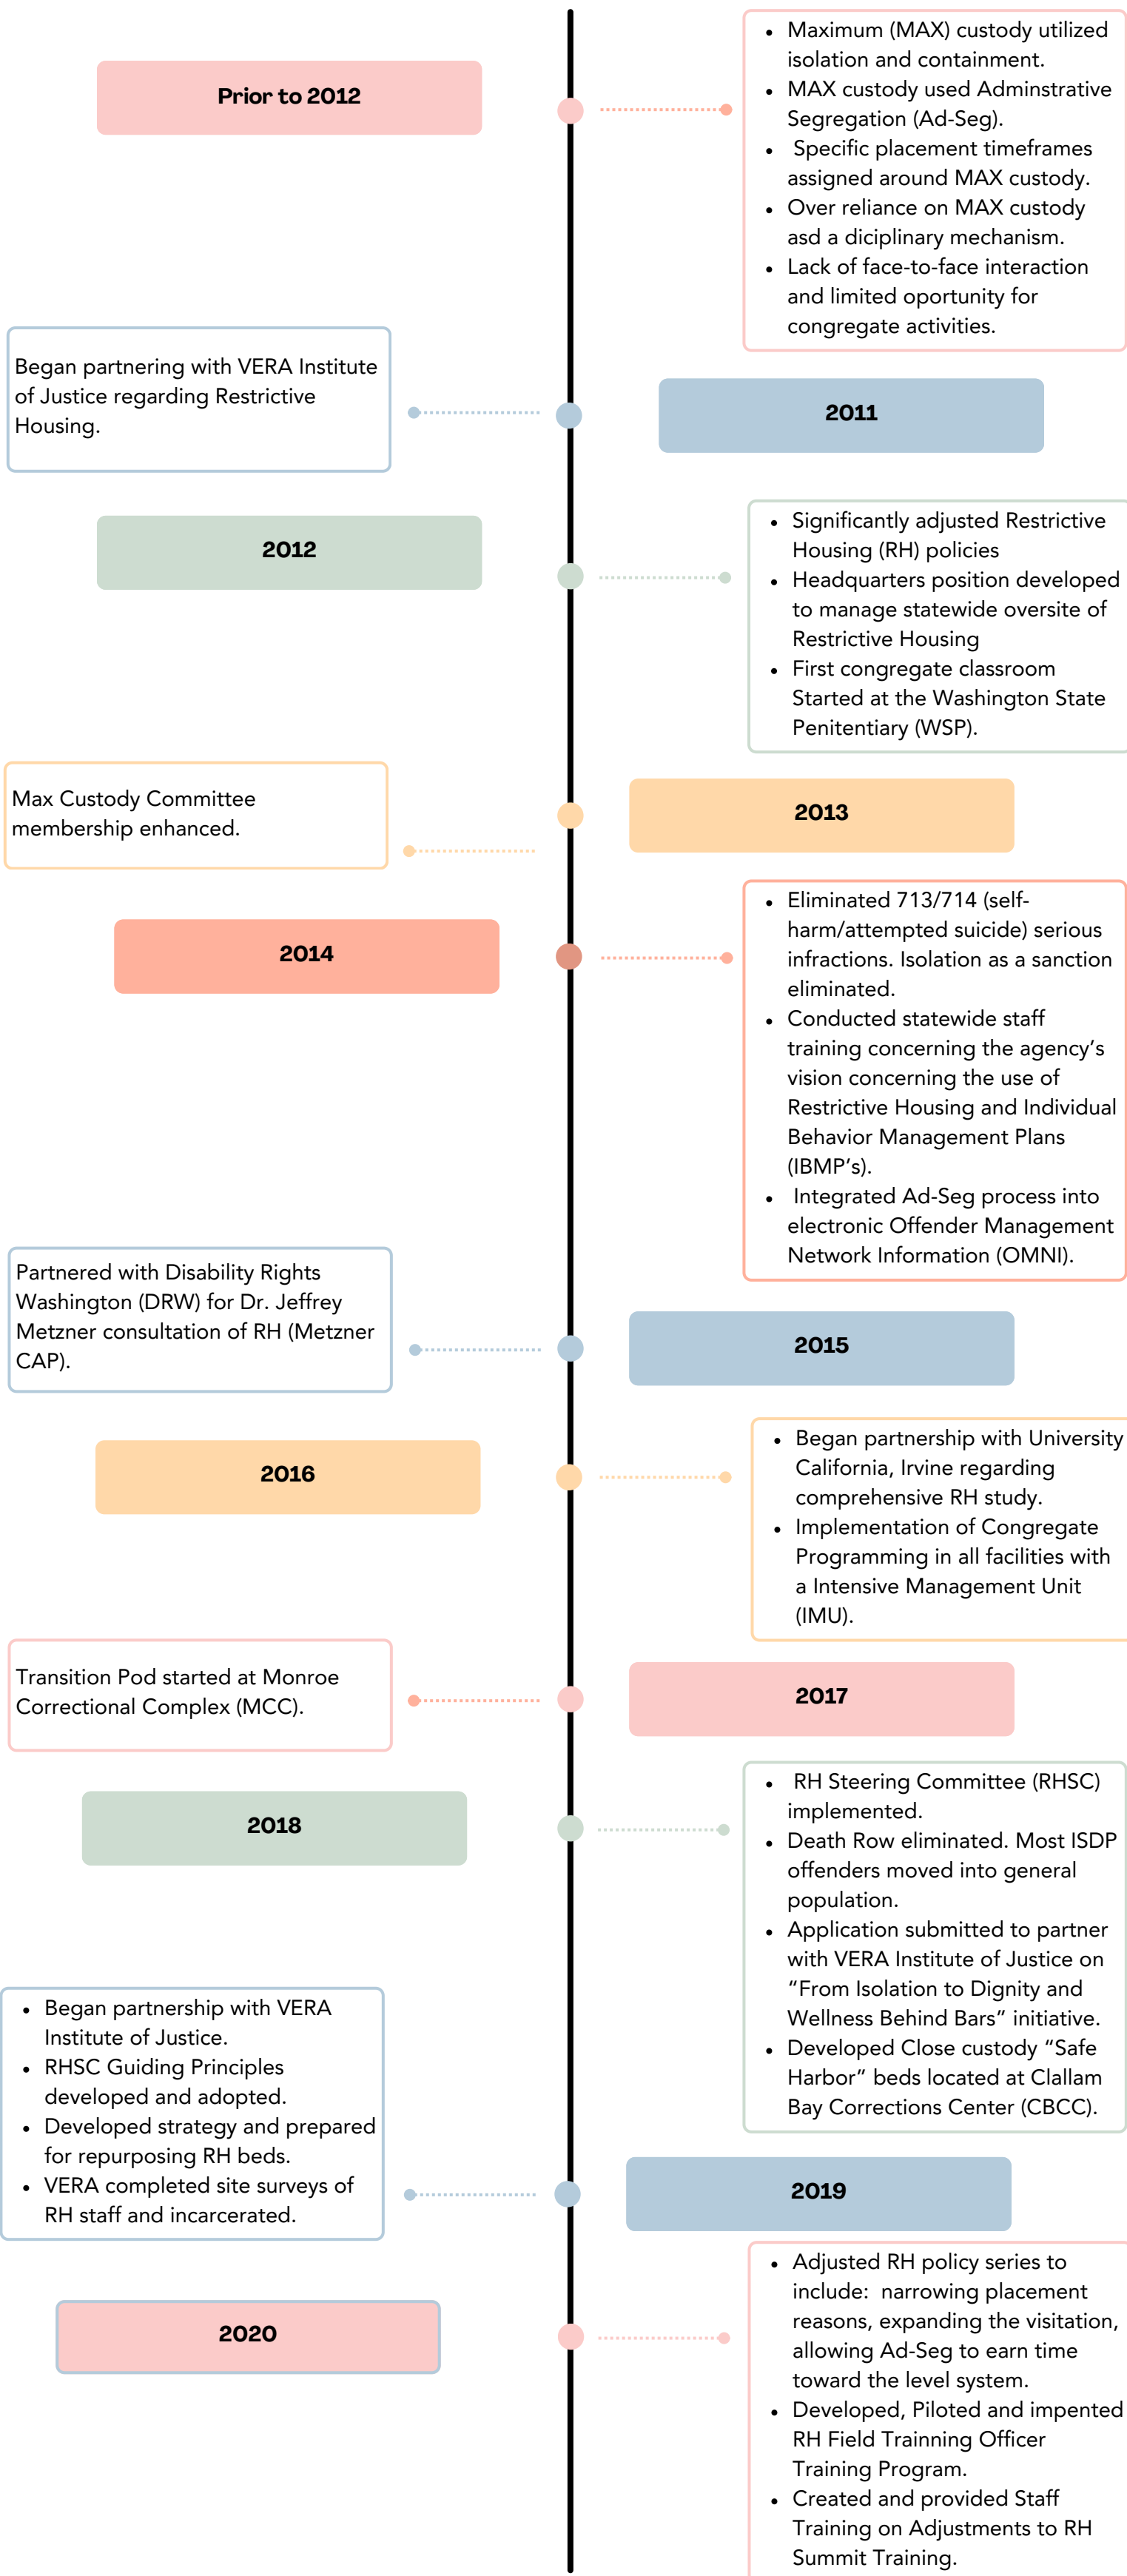 Prior to 2012
• Maximum (MAX) custody utilized
isolation and containment.
• MAX custody used Adminstrative
Segregation (Ad-Seg).
• Specific placement timeframes
assigned around MAX custody.
• Over reliance on MAX custody
asd a diciplinary mechanism.
• Lack of face-to-face interaction
and limited oportunity for
congregate activities.
Began partnering with VERA Institute
of Justice regarding Restrictive
Housing.
2011
2012
• Significantly adjusted Restrictive
Housing (RH) policies
• Headquarters position developed
to manage statewide oversite of
Restrictive Housing
• First congregate classroom
Started at the Washington State
Penitentiary (WSP).
Max Custody Committee
membership enhanced.
2013
2014
• Eliminated 713/714 (self-
harm/attempted suicide) serious
infractions. Isolation as a sanction
eliminated.
• Conducted statewide staff
training concerning the agency’s
vision concerning the use of
Restrictive Housing and Individual
Behavior Management Plans
(IBMP’s).
• Integrated Ad-Seg process into
electronic Offender Management
Network Information (OMNI).
Partnered with Disability Rights
Washington (DRW) for Dr. Jeffrey
Metzner consultation of RH (Metzner
CAP).
2015
2016
• Began partnership with University
California, Irvine regarding
comprehensive RH study.
• Implementation of Congregate
Programming in all facilities with
a Intensive Management Unit
(IMU).
Transition Pod started at Monroe
Correctional Complex (MCC).
2017
2018
• RH Steering Committee (RHSC)
implemented.
• Death Row eliminated. Most ISDP
offenders moved into general
population.
• Application submitted to partner
with VERA Institute of Justice on
“From Isolation to Dignity and
Wellness Behind Bars” initiative.
• Developed Close custody “Safe
Harbor” beds located at Clallam
Bay Corrections Center (CBCC).
• Began partnership with VERA
Institute of Justice.
• RHSC Guiding Principles
developed and adopted.
• Developed strategy and prepared
for repurposing RH beds.
• VERA completed site surveys of
RH staff and incarcerated.
2019
2020
• Adjusted RH policy series to
include: narrowing placement
reasons, expanding the visitation,
allowing Ad-Seg to earn time
toward the level system.
• Developed, Piloted and impented
RH Field Trainning Officer
Training Program.
• Created and provided Staff
Training on Adjustments to RH
Summit Training.